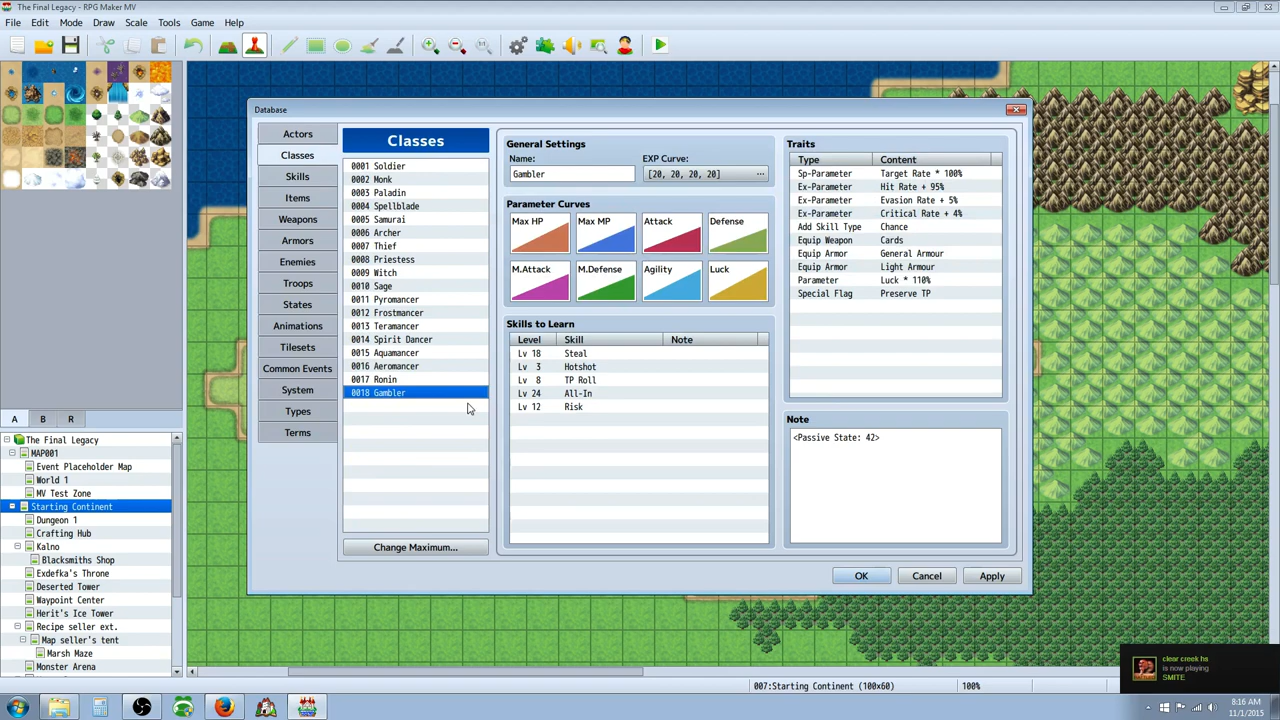 The Final Legacy - RPG Maker MV
File Edit Mode Draw Scale Tools Game Help
Database
Actors
Classes
Skills
Items
Weapons
Armors
Enemies
Troops
States
Animations
Tilesets
Common Events
System
Types
Terms
Classes
0001 Soldier
0002 Monk
0003 Paladin
0004 Spellblade
0005 Samurai
0006 Archer
0007 Thief
0008 Priestess
0009 Witch
0010 Sage
0011 Pyromancer
0012 Frostmancer
0013 Teramancer
0014 Spirit Dancer
0015 Aquamancer
0016 Aeromancer
0017 Ronin
0018 Gambler
Change Maximum...
General Settings
Name: EXP Curve:
Gambler [20, 20, 20, 20] ...
Parameter Curves
Max HP Max MP Attack Defense
M.Attack M.Defense Agility Luck
Skills to Learn
Level Skill Note
Lv 18 Steal
Lv 3 Hotshot
Lv 8 TP Roll
Lv 24 All-In
Lv 12 Risk
Traits
Type Content
Sp-Parameter Target Rate * 100%
Ex-Parameter Hit Rate + 95%
Ex-Parameter Evasion Rate + 5%
Ex-Parameter Critical Rate + 4%
Add Skill Type Chance
Equip Weapon Cards
Equip Armor General Armour
Equip Armor Light Armour
Parameter Luck * 110%
Special Flag Preserve TP
Note
<Passive State: 42>
OK Cancel Apply
A B R
The Final Legacy
MAP001
Event Placeholder Map
World 1
MV Test Zone
Starting Continent
Dungeon 1
Crafting Hub
Kalno
Blacksmiths Shop
Exdefka's Throne
Deserted Tower
Waypoint Center
Herit's Ice Tower
Recipe seller ext.
Map seller's tent
Marsh Maze
Monster Arena
007:Starting Continent (100x60) 100%
clear creek hs
is now playing
SMITE
8:16 AM
11/1/2015